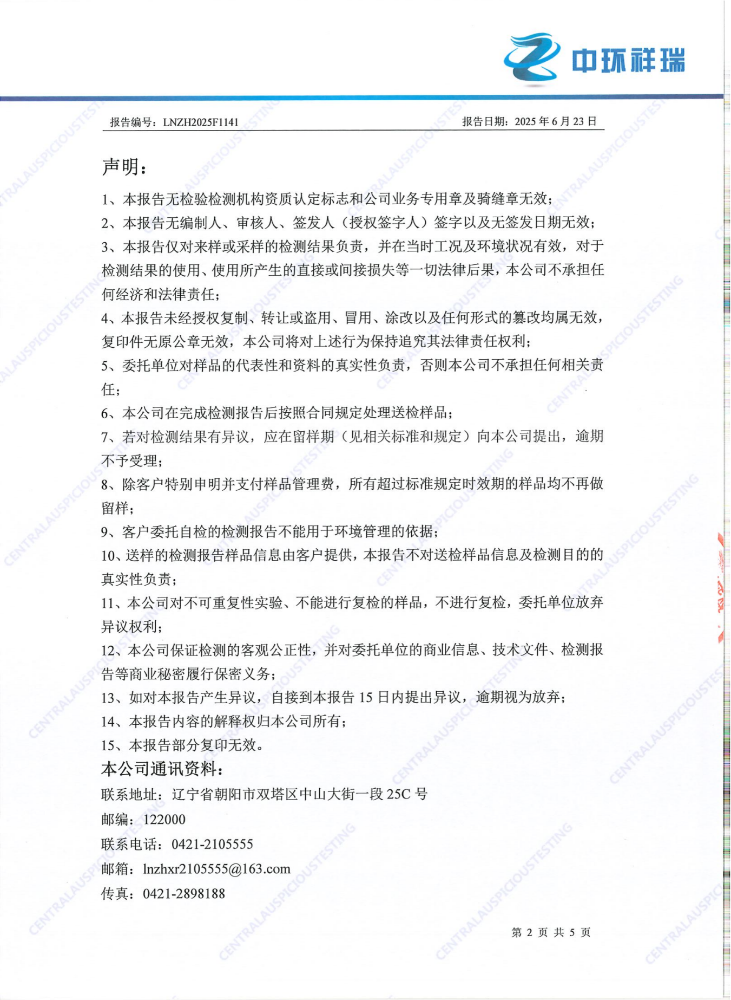 中环祥瑞
报告编号：LNZH2025F1141
报告日期：2025 年 6 月 23 日
声明：
1、本报告无检验检测机构资质认定标志和公司业务专用章及骑缝章无效；
2、本报告无编制人、审核人、签发人（授权签字人）签字以及无签发日期无效；
3、本报告仅对来样或采样的检测结果负责，并在当时工况及环境状况有效，对于
检测结果的使用、使用所产生的直接或间接损失等一切法律后果，本公司不承担任
何经济和法律责任；
4、本报告未经授权复制、转让或盗用、冒用、涂改以及任何形式的篡改均属无效，
复印件无原公章无效，本公司将对上述行为保持追究其法律责任权利；
5、委托单位对样品的代表性和资料的真实性负责，否则本公司不承担任何相关责
任；
6、本公司在完成检测报告后按照合同规定处理送检样品；
7、若对检测结果有异议，应在留样期（见相关标准和规定）向本公司提出，逾期
不予受理；
8、除客户特别申明并支付样品管理费，所有超过标准规定时效期的样品均不再做
留样；
9、客户委托自检的检测报告不能用于环境管理的依据；
10、送样的检测报告样品信息由客户提供，本报告不对送检样品信息及检测目的的
真实性负责；
11、本公司对不可重复性实验、不能进行复检的样品，不进行复检，委托单位放弃
异议权利；
12、本公司保证检测的客观公正性，并对委托单位的商业信息、技术文件、检测报
告等商业秘密履行保密义务；
13、如对本报告产生异议，自接到本报告 15 日内提出异议，逾期视为放弃；
14、本报告内容的解释权归本公司所有；
15、本报告部分复印无效。
本公司通讯资料：
联系地址：辽宁省朝阳市双塔区中山大街一段 25C 号
邮编：122000
联系电话：0421-2105555
邮箱：lnzhxr2105555@163.com
传真：0421-2898188
第 2 页 共 5 页
CENTRALAUSPICIOUSTESTING